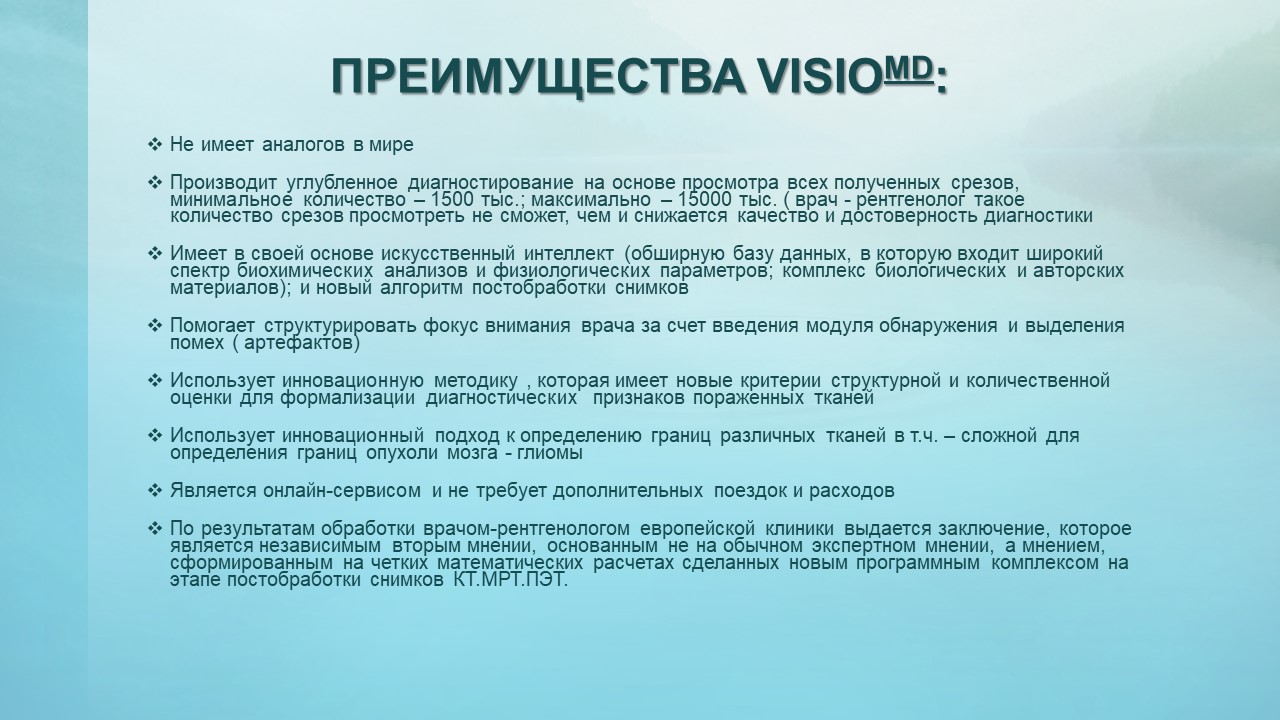 ПРЕИМУЩЕСТВА VISIOMD:
❖ Не имеет аналогов в мире
❖ Производит углубленное диагностирование на основе просмотра всех полученных срезов,
минимальное количество – 1500 тыс.; максимально – 15000 тыс. ( врач - рентгенолог такое
количество срезов просмотреть не сможет, чем и снижается качество и достоверность диагностики
❖ Имеет в своей основе искусственный интеллект (обширную базу данных, в которую входит широкий
спектр биохимических анализов и физиологических параметров; комплекс биологических и авторских
материалов); и новый алгоритм постобработки снимков
❖ Помогает структурировать фокус внимания врача за счет введения модуля обнаружения и выделения
помех ( артефактов)
❖ Использует инновационную методику , которая имеет новые критерии структурной и количественной
оценки для формализации диагностических признаков пораженных тканей
❖ Использует инновационный подход к определению границ различных тканей в т.ч. – сложной для
определения границ опухоли мозга - глиомы
❖ Является онлайн-сервисом и не требует дополнительных поездок и расходов
❖ По результатам обработки врачом-рентгенологом европейской клиники выдается заключение, которое
является независимым вторым мнении, основанным не на обычном экспертном мнении, а мнением,
сформированным на четких математических расчетах сделанных новым программным комплексом на
этапе постобработки снимков КТ.МРТ.ПЭТ.